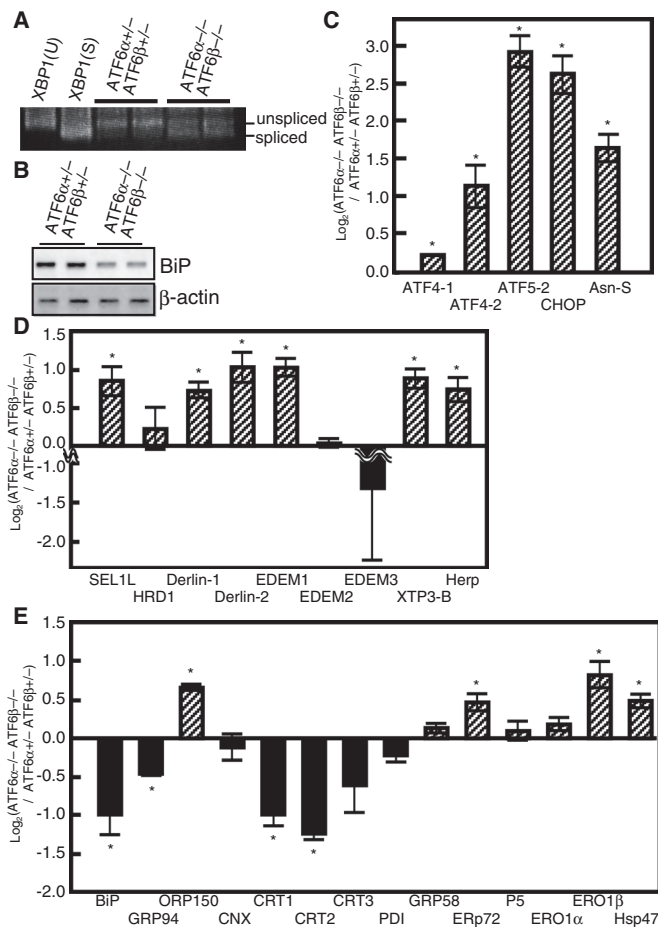 A
XBP1(U)
XBP1(S)
ATF6α+/−
ATF6β+/−
ATF6α−/−
ATF6β−/−
unspliced
spliced
B
ATF6α+/−
ATF6β+/−
ATF6α−/−
ATF6β−/−
BiP
β-actin
C
Log2(ATF6α−/− ATF6β−/−
/ ATF6α+/− ATF6β+/−)
3.0
2.5
2.0
1.5
1.0
0.5
0.0
* * * * *
ATF4-1 ATF5-2 Asn-S
ATF4-2 CHOP
D
Log2(ATF6α−/− ATF6β−/−
/ ATF6α+/− ATF6β+/−)
1.5
1.0
0.5
0.0
-1.0
-1.5
-2.0
* * * * * *
SEL1L Derlin-1 EDEM1 EDEM3 Herp
HRD1 Derlin-2 EDEM2 XTP3-B
E
Log2(ATF6α−/− ATF6β−/−
/ ATF6α+/− ATF6β+/−)
1.5
1.0
0.5
0.0
-0.5
-1.0
-1.5
-2.0
* * * * * * * *
BiP ORP150 CRT1 CRT3 GRP58 P5 ERO1β
GRP94 CNX CRT2 PDI ERp72 ERO1α Hsp47